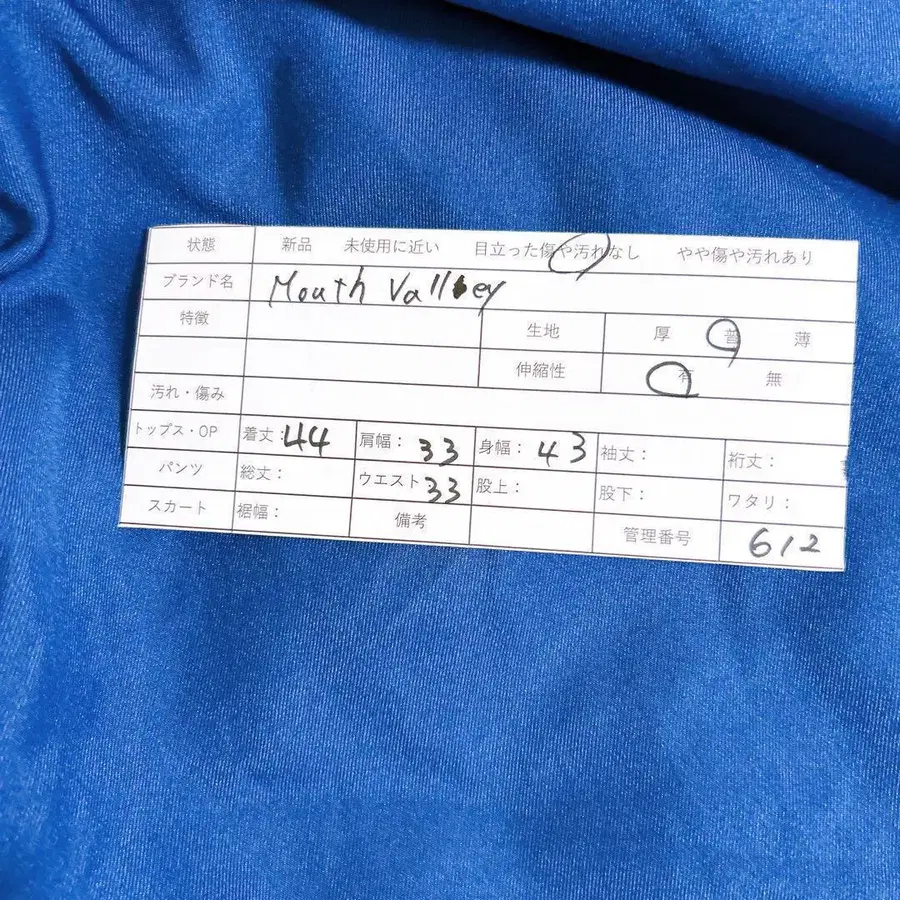 状態 新品 未使用に近い 目立った傷や汚れなし やや傷や汚れあり
ブランド名 Mouth Valley
特徴 生地 厚 普 薄
伸縮性 有 無
汚れ・傷み
トップス・OP 着丈：44 肩幅：33 身幅：43 袖丈： 裄丈：
パンツ 総丈： ウエスト：33 股上： 股下： ワタリ：
スカート 裾幅： 備考 管理番号 612